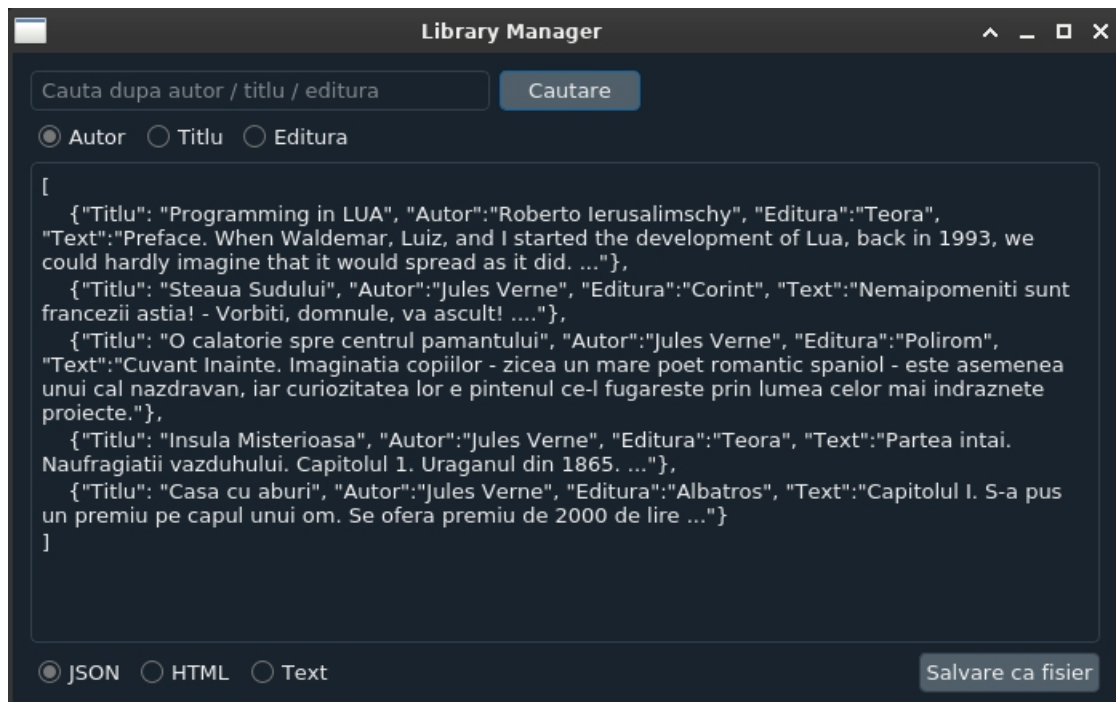 Library Manager
Cauta dupa autor / titlu / editura Cautare
Autor Titlu Editura
[
{"Titlu": "Programming in LUA", "Autor":"Roberto Ierusalimschy", "Editura":"Teora",
"Text":"Preface. When Waldemar, Luiz, and I started the development of Lua, back in 1993, we
could hardly imagine that it would spread as it did. ..."},
{"Titlu": "Steaua Sudului", "Autor":"Jules Verne", "Editura":"Corint", "Text":"Nemaipomeniti sunt
francezii astia! - Vorbiti, domnule, va ascult! ...."},
{"Titlu": "O calatorie spre centrul pamantului", "Autor":"Jules Verne", "Editura":"Polirom",
"Text":"Cuvant Inainte. Imaginatia copiilor - zicea un mare poet romantic spaniol - este asemenea
unui cal nazdravan, iar curiozitatea lor e pintenul ce-l fugareste prin lumea celor mai indraznete
proiecte."},
{"Titlu": "Insula Misterioasa", "Autor":"Jules Verne", "Editura":"Teora", "Text":"Partea intai.
Naufragiatii vazduhului. Capitolul 1. Uraganul din 1865. ..."},
{"Titlu": "Casa cu aburi", "Autor":"Jules Verne", "Editura":"Albatros", "Text":"Capitolul I. S-a pus
un premiu pe capul unui om. Se ofera premiu de 2000 de lire ..."}
]
JSON HTML Text Salvare ca fisier